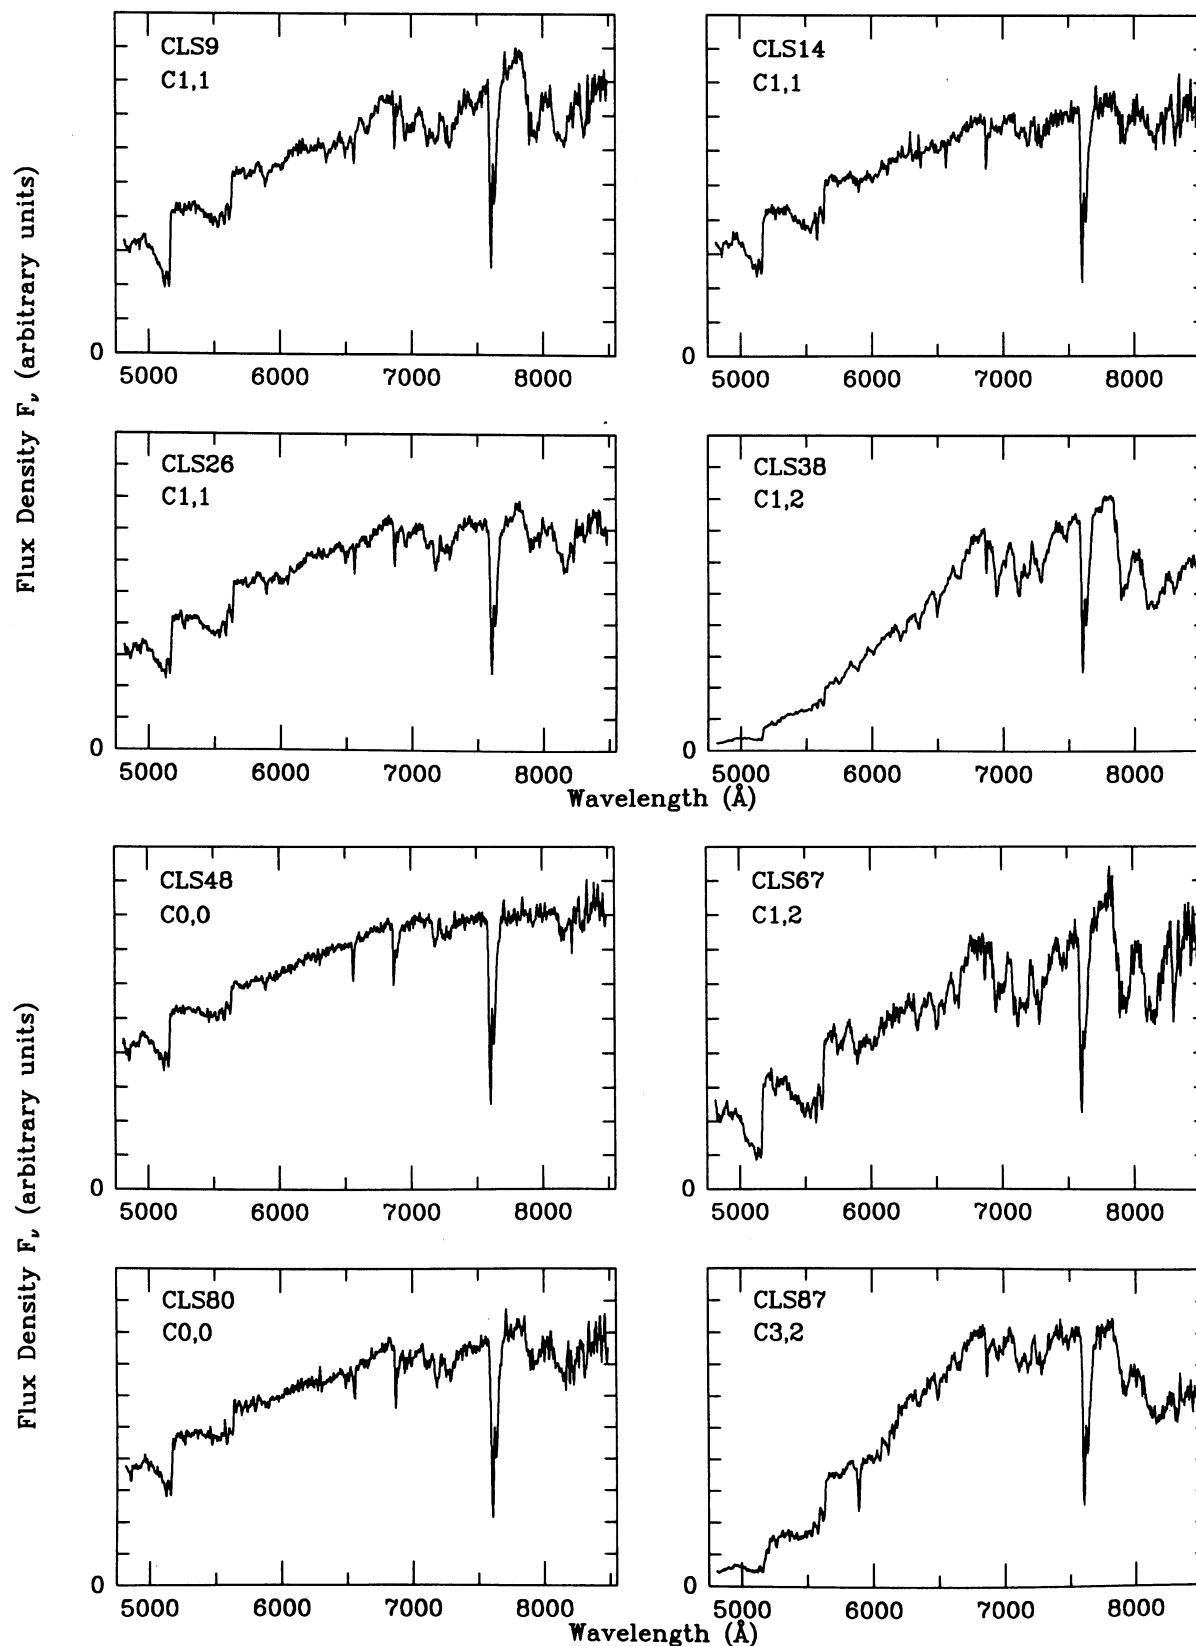 CLS9
C1,1
0
5000 6000 7000 8000
CLS14
C1,1
0
5000 6000 7000 8000
Flux Density Fν (arbitrary units)
CLS26
C1,1
0
5000 6000 7000 8000
CLS38
C1,2
0
5000 6000 7000 8000
Wavelength (Å)
CLS48
C0,0
0
5000 6000 7000 8000
CLS67
C1,2
0
5000 6000 7000 8000
Flux Density Fν (arbitrary units)
CLS80
C0,0
0
5000 6000 7000 8000
CLS87
C3,2
0
5000 6000 7000 8000
Wavelength (Å)